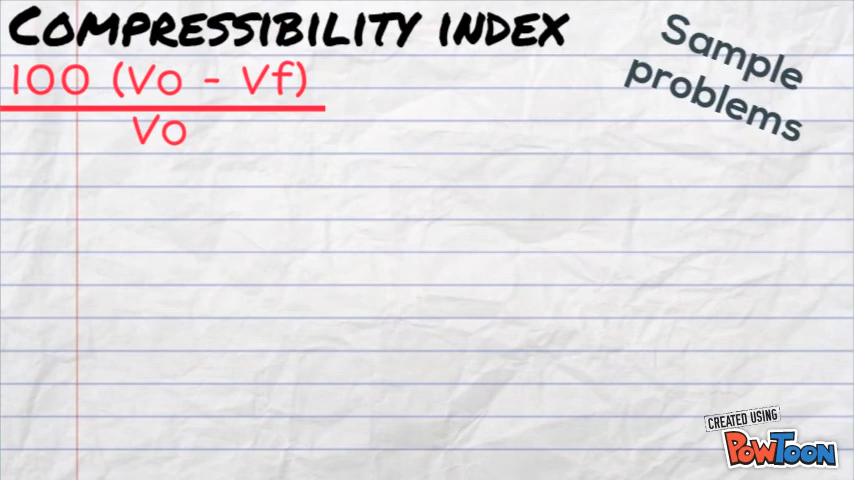 COMPRESSIBILITY INDEX
100 (Vo - Vf)
Vo
Sample
problems
CREATED USING
POWTOON